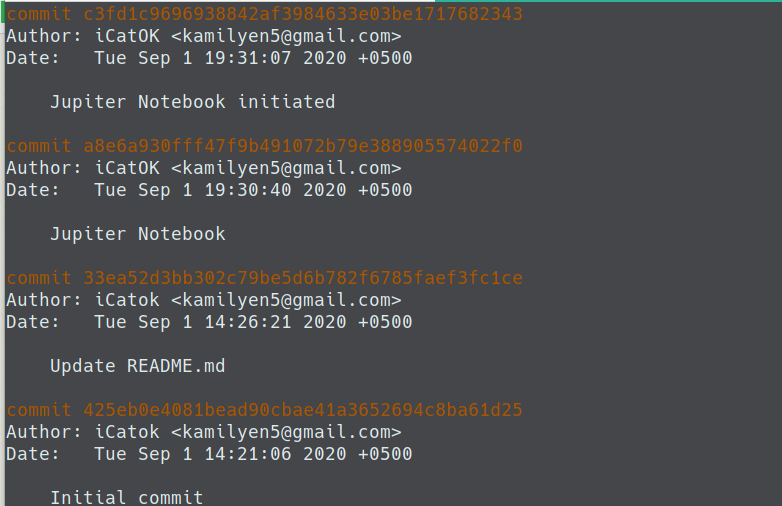 commit c3fd1c9696938842af3984633e03be1717682343
Author: iCatOK <kamilyen5@gmail.com>
Date:   Tue Sep 1 19:31:07 2020 +0500
    Jupiter Notebook initiated
commit a8e6a930fff47f9b491072b79e388905574022f0
Author: iCatOK <kamilyen5@gmail.com>
Date:   Tue Sep 1 19:30:40 2020 +0500
    Jupiter Notebook
commit 33ea52d3bb302c79be5d6b782f6785faef3fc1ce
Author: iCatok <kamilyen5@gmail.com>
Date:   Tue Sep 1 14:26:21 2020 +0500
    Update README.md
commit 425eb0e4081bead90cbae41a3652694c8ba61d25
Author: iCatok <kamilyen5@gmail.com>
Date:   Tue Sep 1 14:21:06 2020 +0500
    Initial commit